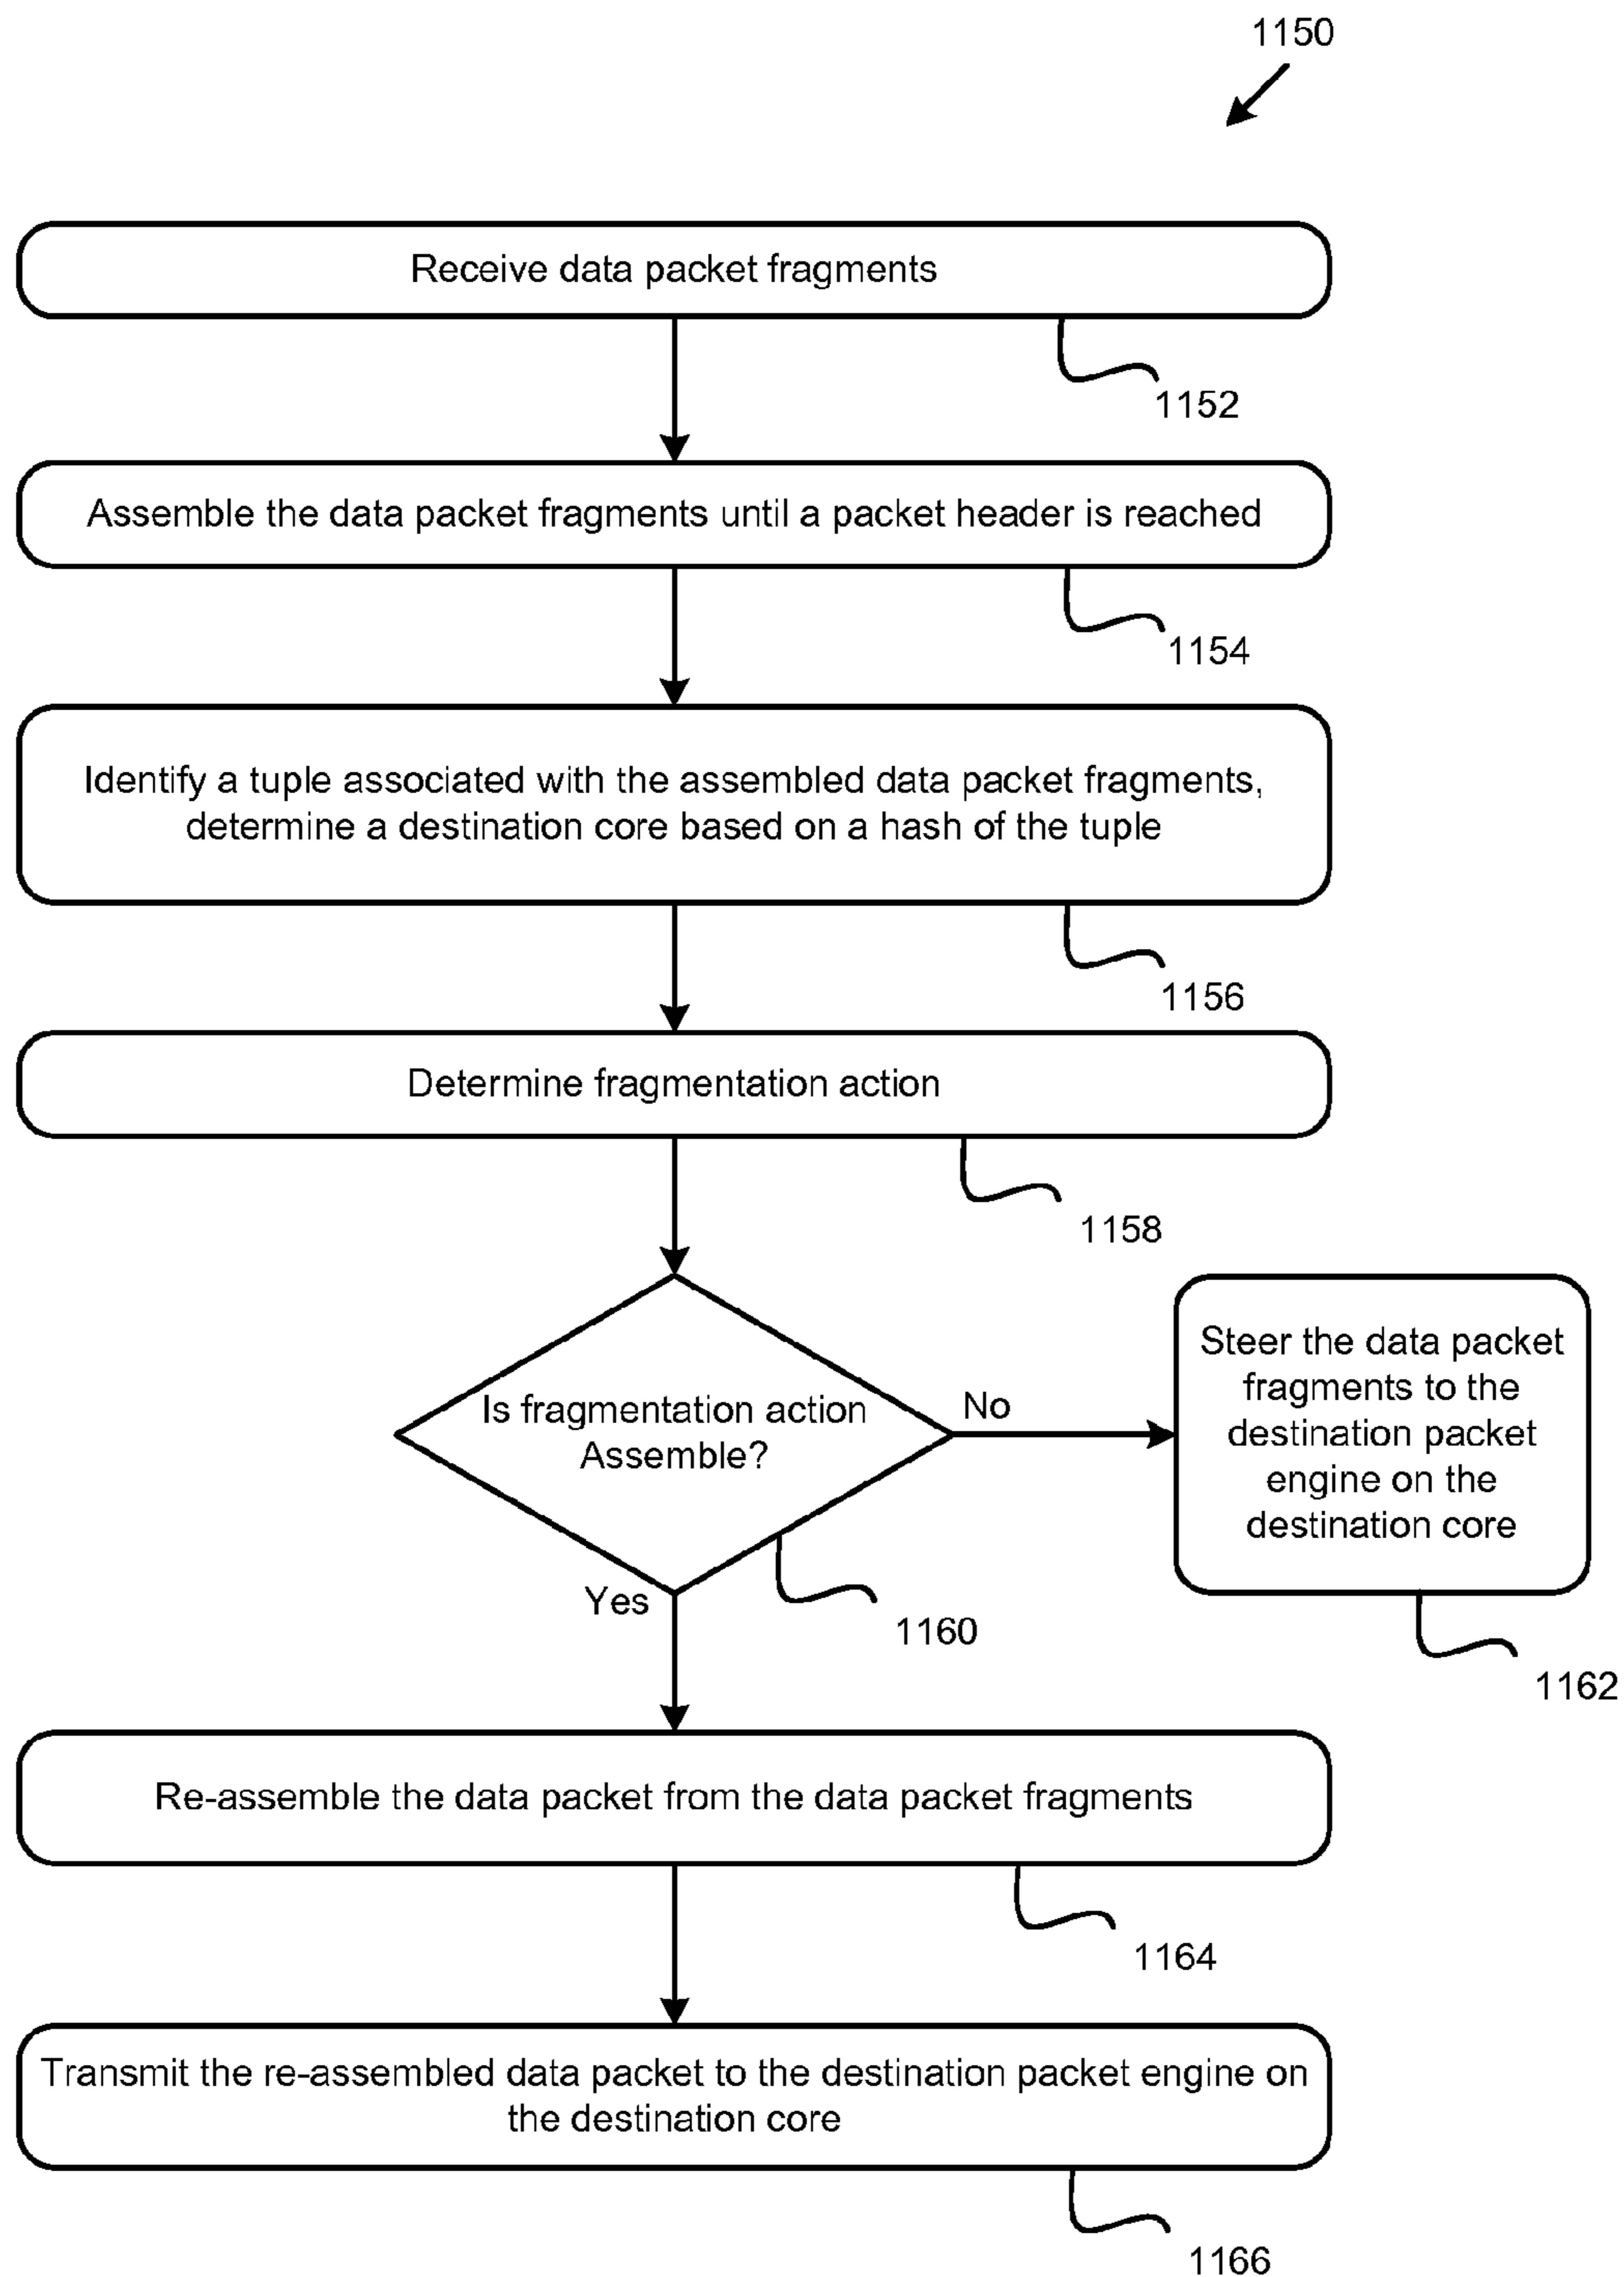 1150
Receive data packet fragments
1152
Assemble the data packet fragments until a packet header is reached
1154
Identify a tuple associated with the assembled data packet fragments,
determine a destination core based on a hash of the tuple
1156
Determine fragmentation action
1158
Is fragmentation action
Assemble?
No
Steer the data packet
fragments to the
destination packet
engine on the
destination core
Yes
1160
1162
Re-assemble the data packet from the data packet fragments
1164
Transmit the re-assembled data packet to the destination packet engine on
the destination core
1166